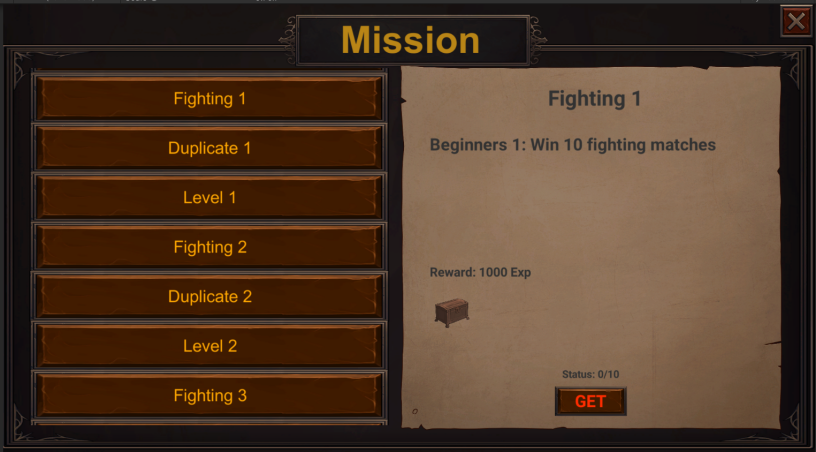 Mission
Fighting 1
Duplicate 1
Level 1
Fighting 2
Duplicate 2
Level 2
Fighting 3
Fighting 1
Beginners 1: Win 10 fighting matches
Reward: 1000 Exp
Status: 0/10
GET